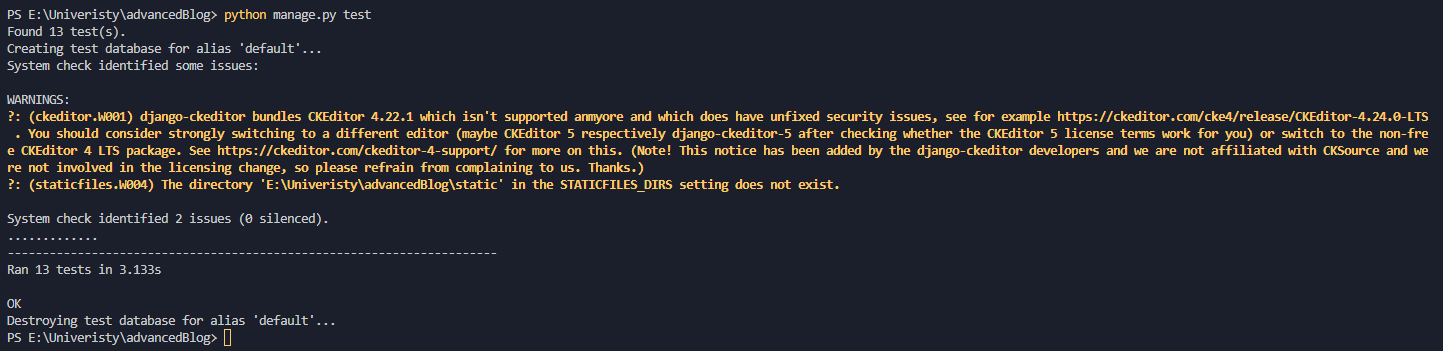 PS E:\Univeristy\advancedBlog> python manage.py test
Found 13 test(s).
Creating test database for alias 'default'...
System check identified some issues:

WARNINGS:
?: (ckeditor.W001) django-ckeditor bundles CKEditor 4.22.1 which isn't supported anmyore and which does have unfixed security issues, see for example https://ckeditor.com/cke4/release/CKEditor-4.24.0-LTS
 . You should consider strongly switching to a different editor (maybe CKEditor 5 respectively django-ckeditor-5 after checking whether the CKEditor 5 license terms work for you) or switch to the non-fre
e CKEditor 4 LTS package. See https://ckeditor.com/ckeditor-4-support/ for more on this. (Note! This notice has been added by the django-ckeditor developers and we are not affiliated with CKSource and we
re not involved in the licensing change, so please refrain from complaining to us. Thanks.)
?: (staticfiles.W004) The directory 'E:\Univeristy\advancedBlog\static' in the STATICFILES_DIRS setting does not exist.

System check identified 2 issues (0 silenced).
.............
----------------------------------------------------------------------
Ran 13 tests in 3.133s

OK
Destroying test database for alias 'default'...
PS E:\Univeristy\advancedBlog>